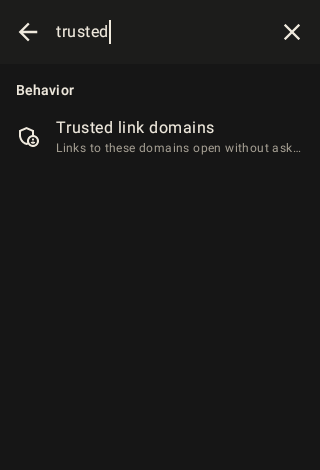 trusted
Behavior
Trusted link domains
Links to these domains open without ask…